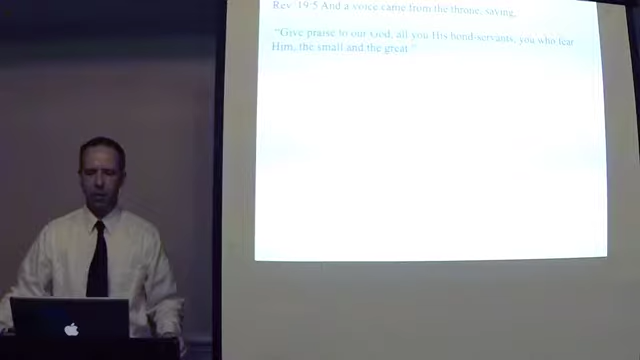 Rev 19:5 And a voice came from the throne, saying,
"Give praise to our God, all you His bond-servants, you who fear
Him, the small and the great."